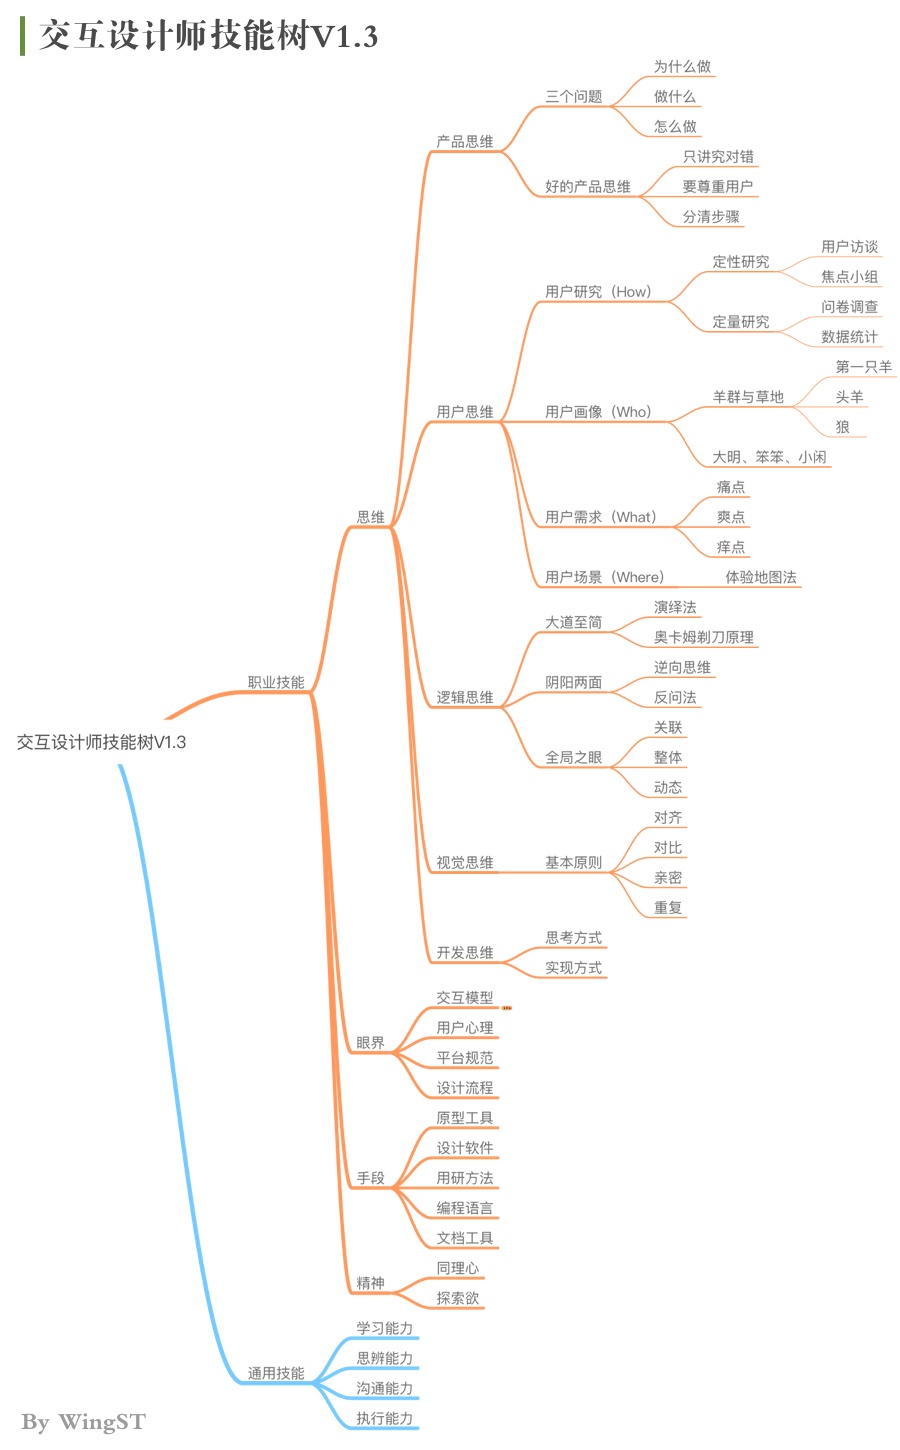 交互设计师技能树V1.3
交互设计师技能树V1.3
职业技能
思维
产品思维
三个问题
为什么做
做什么
怎么做
好的产品思维
只讲究对错
要尊重用户
分清步骤
用户思维
用户研究（How）
定性研究
用户访谈
焦点小组
定量研究
问卷调查
数据统计
用户画像（Who）
羊群与草地
第一只羊
头羊
狼
大明、笨笨、小闲
用户需求（What）
痛点
爽点
痒点
用户场景（Where）
体验地图法
逻辑思维
大道至简
演绎法
奥卡姆剃刀原理
阴阳两面
逆向思维
反问法
全局之眼
关联
整体
动态
视觉思维
基本原则
对齐
对比
亲密
重复
开发思维
思考方式
实现方式
眼界
交互模型
用户心理
平台规范
设计流程
手段
原型工具
设计软件
用研方法
编程语言
文档工具
精神
同理心
探索欲
通用技能
学习能力
思辨能力
沟通能力
执行能力
By WingST